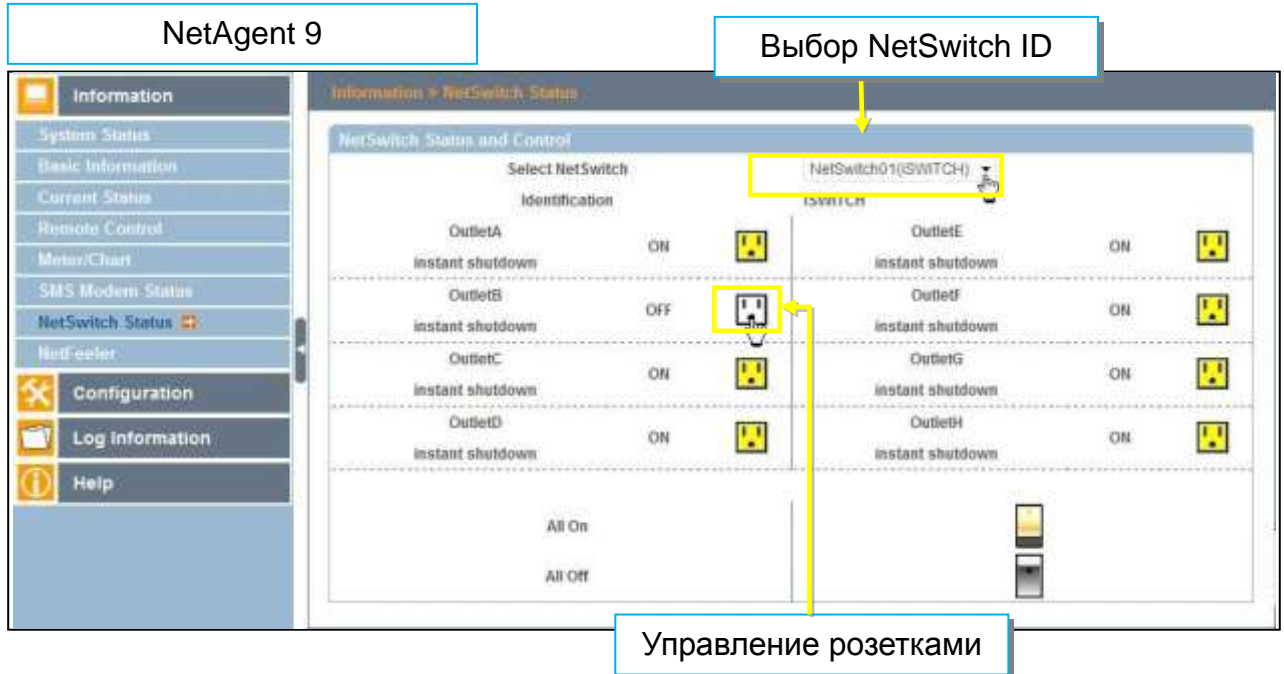 NetAgent 9
Выбор NetSwitch ID
Information
System Status
Basic Information
Current Status
Remote Control
Meter/Chart
SMS Modem Status
NetSwitch Status
NetFeeler
Configuration
Log Information
Help
Information > NetSwitch Status
NetSwitch Status and Control
Select NetSwitch NetSwitch01(iSWITCH)
Identification iSWITCH
OutletA ON OutletE ON
instant shutdown instant shutdown
OutletB OFF OutletF ON
instant shutdown instant shutdown
OutletC ON OutletG ON
instant shutdown instant shutdown
OutletD ON OutletH ON
instant shutdown instant shutdown
All On
All Off
Управление розетками